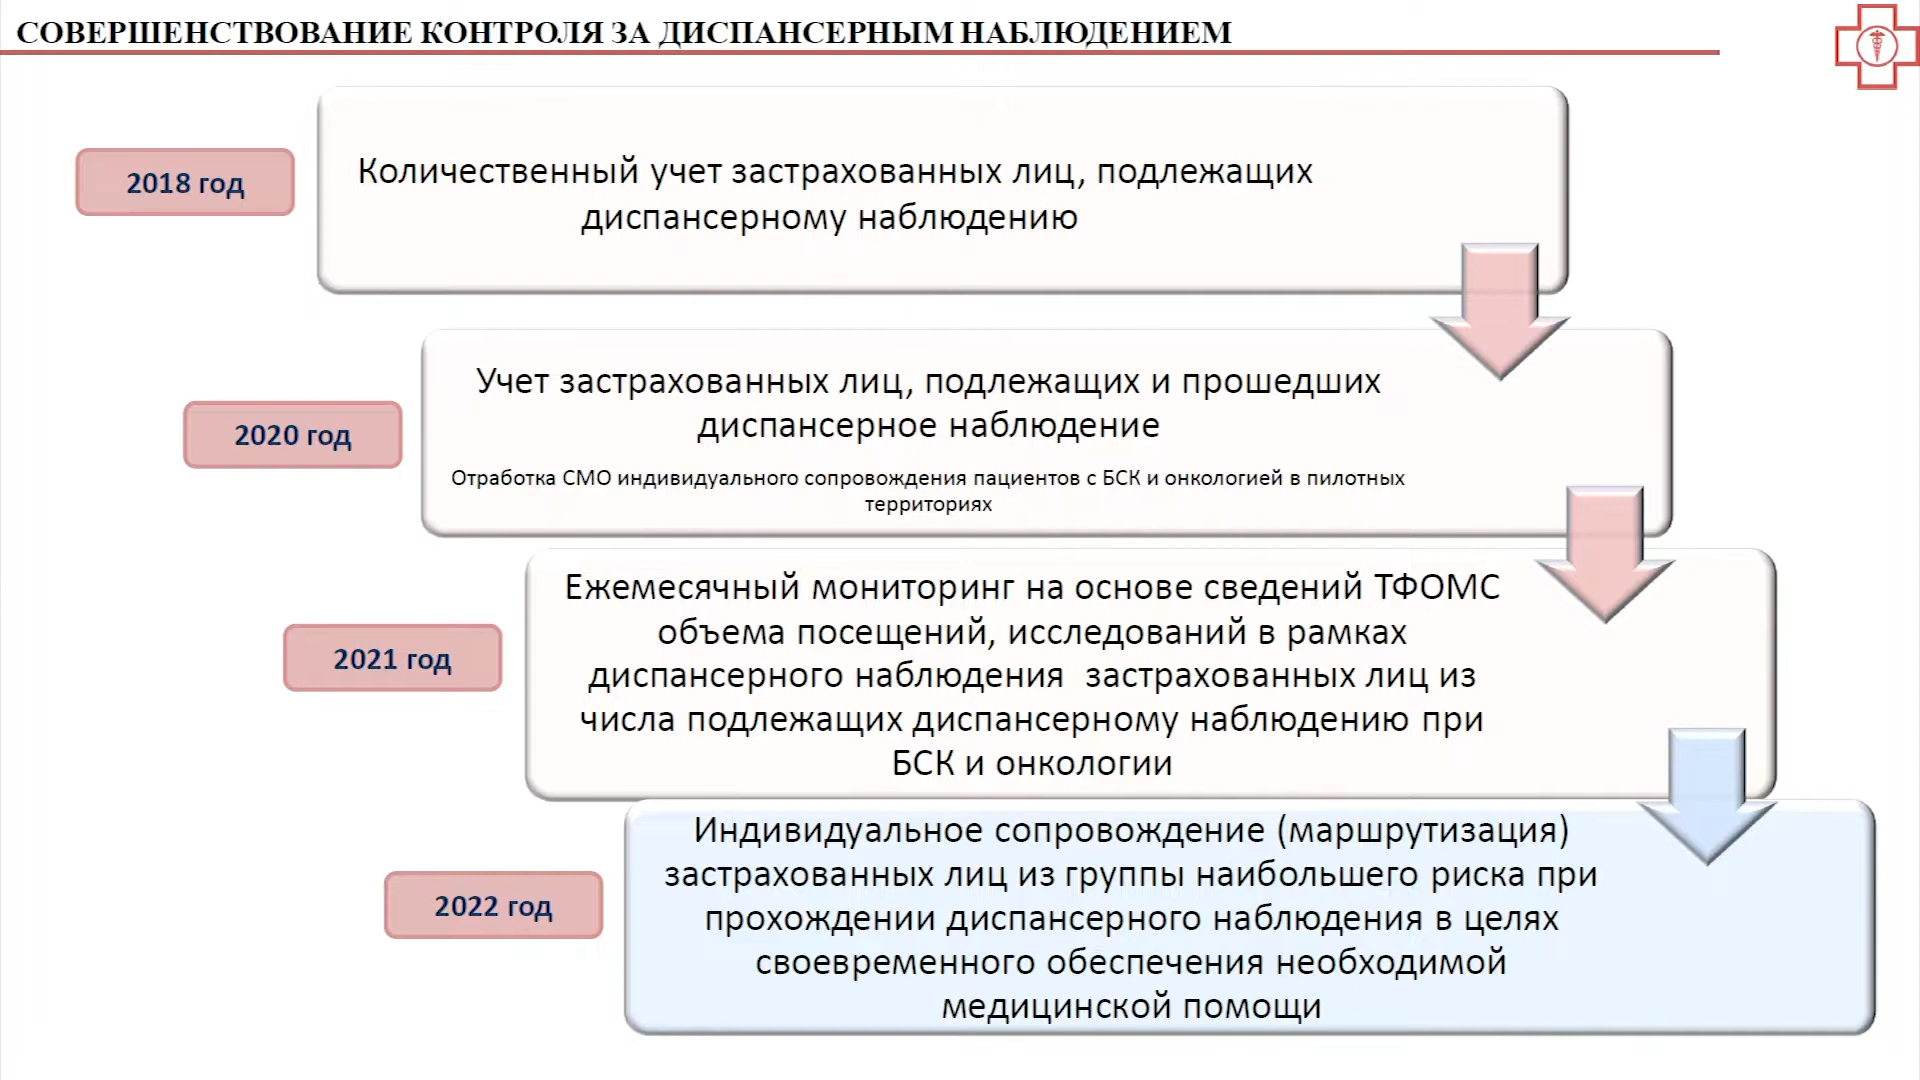 СОВЕРШЕНСТВОВАНИЕ КОНТРОЛЯ ЗА ДИСПАНСЕРНЫМ НАБЛЮДЕНИЕМ
2018 год
Количественный учет застрахованных лиц, подлежащих
диспансерному наблюдению
2020 год
Учет застрахованных лиц, подлежащих и прошедших
диспансерное наблюдение
Отработка СМО индивидуального сопровождения пациентов с БСК и онкологией в пилотных
территориях
2021 год
Ежемесячный мониторинг на основе сведений ТФОМС
объема посещений, исследований в рамках
диспансерного наблюдения застрахованных лиц из
числа подлежащих диспансерному наблюдению при
БСК и онкологии
2022 год
Индивидуальное сопровождение (маршрутизация)
застрахованных лиц из группы наибольшего риска при
прохождении диспансерного наблюдения в целях
своевременного обеспечения необходимой
медицинской помощи